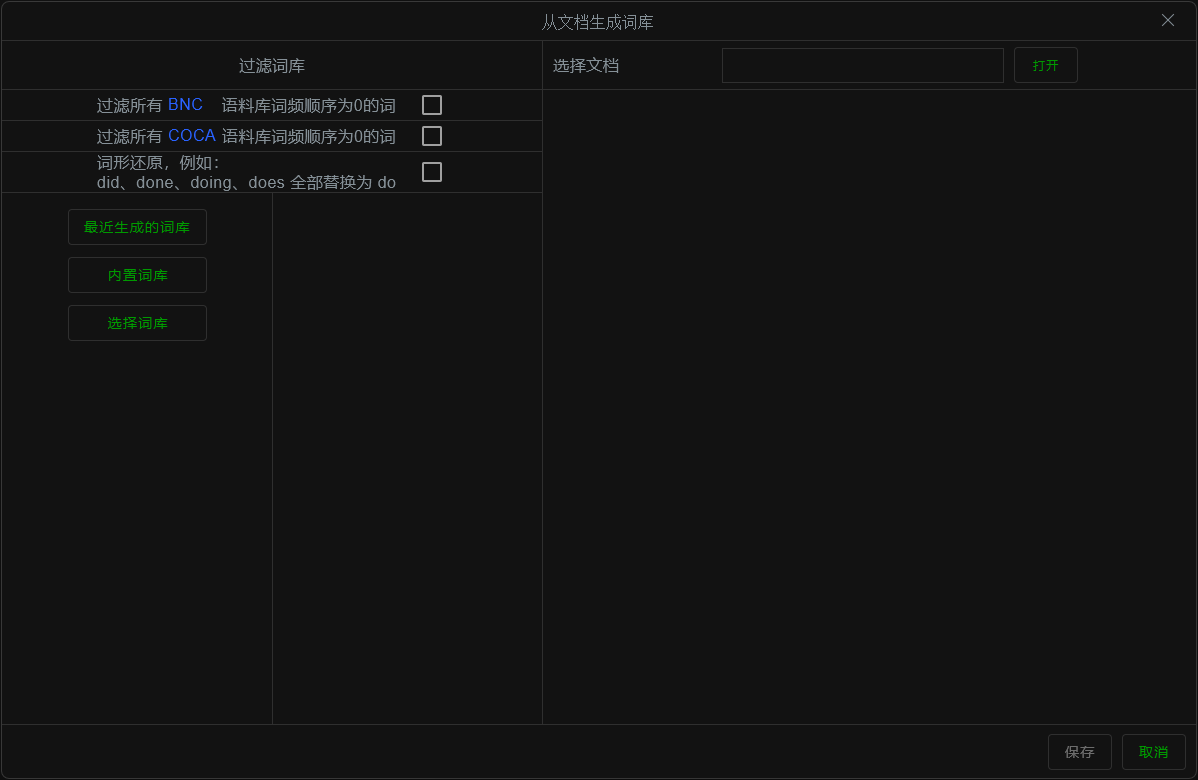 从文档生成词库
过滤词库
选择文档
打开
过滤所有 BNC 语料库词频顺序为0的词
过滤所有 COCA 语料库词频顺序为0的词
词形还原，例如：
did、done、doing、does 全部替换为 do
最近生成的词库
内置词库
选择词库
保存
取消